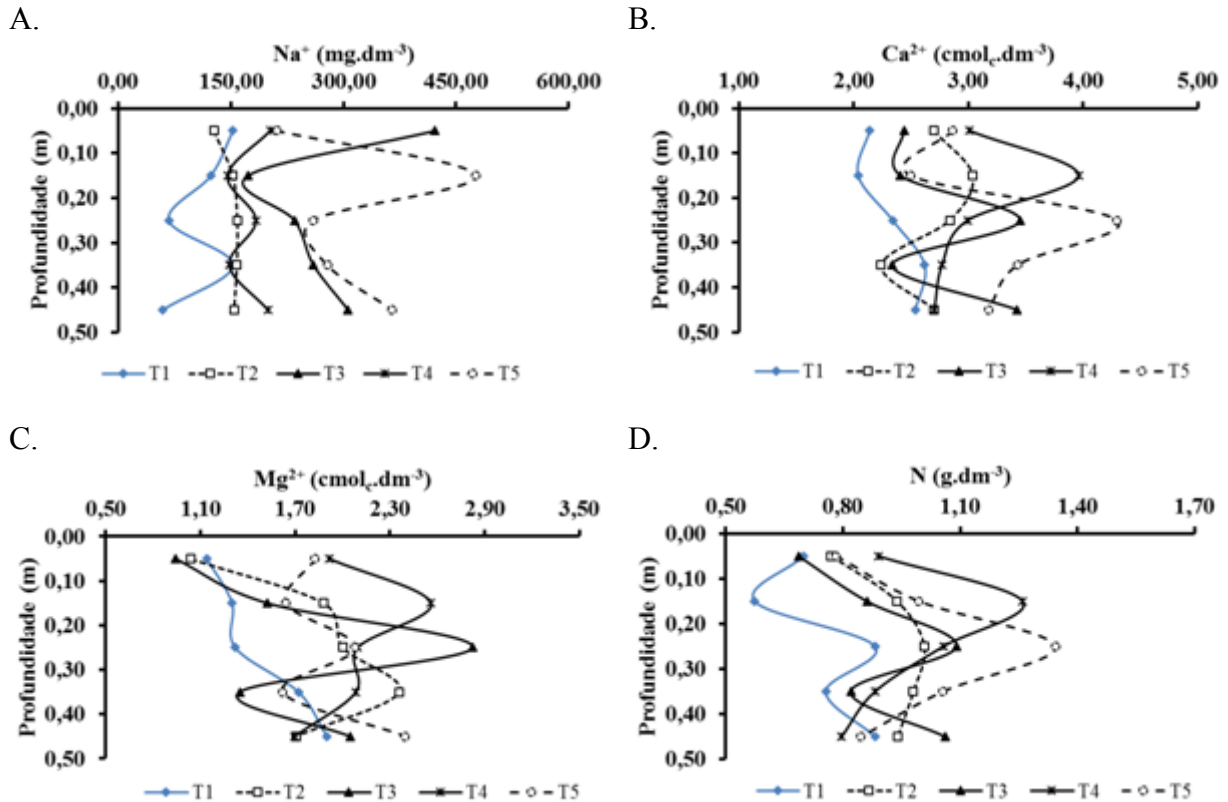 A.
Na⁺ (mg.dm⁻³)
0,00 150,00 300,00 450,00 600,00
0,00
0,10
0,20
0,30
0,40
0,50
Profundidade (m)
T1 T2 T3 T4 T5
B.
Ca²⁺ (cmol꜀.dm⁻³)
1,00 2,00 3,00 4,00 5,00
0,00
0,10
0,20
0,30
0,40
0,50
Profundidade (m)
T1 T2 T3 T4 T5
C.
Mg²⁺ (cmol꜀.dm⁻³)
0,50 1,10 1,70 2,30 2,90 3,50
0,00
0,10
0,20
0,30
0,40
0,50
Profundidade (m)
T1 T2 T3 T4 T5
D.
N (g.dm⁻³)
0,50 0,80 1,10 1,40 1,70
0,00
0,10
0,20
0,30
0,40
0,50
Profundidade (m)
T1 T2 T3 T4 T5